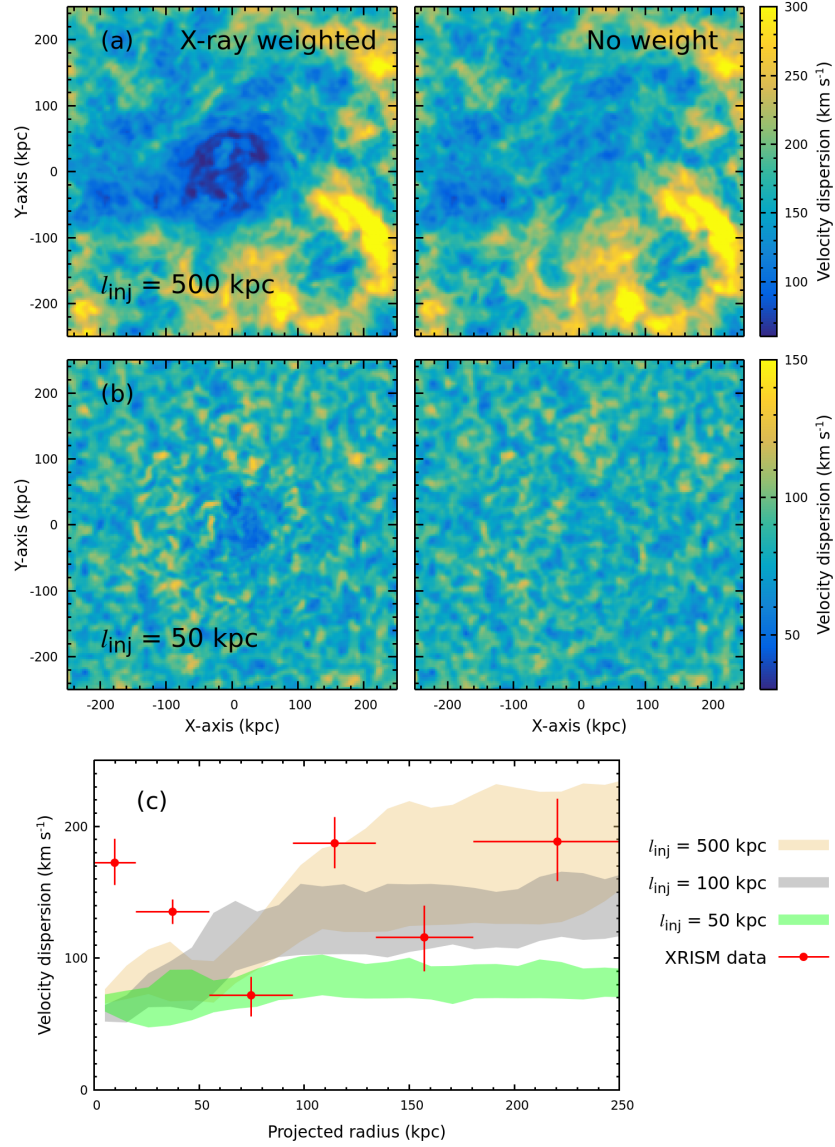 (a) X-ray weighted
No weight
l_inj = 500 kpc
Y-axis (kpc)
200
100
0
-100
-200
300
250
200
150
100
Velocity dispersion (km s⁻¹)
(b)
l_inj = 50 kpc
Y-axis (kpc)
200
100
0
-100
-200
-200 -100 0 100 200
X-axis (kpc)
-200 -100 0 100 200
X-axis (kpc)
150
100
50
Velocity dispersion (km s⁻¹)
(c)
Velocity dispersion (km s⁻¹)
200
100
0
0 50 100 150 200 250
Projected radius (kpc)
l_inj = 500 kpc
l_inj = 100 kpc
l_inj = 50 kpc
XRISM data